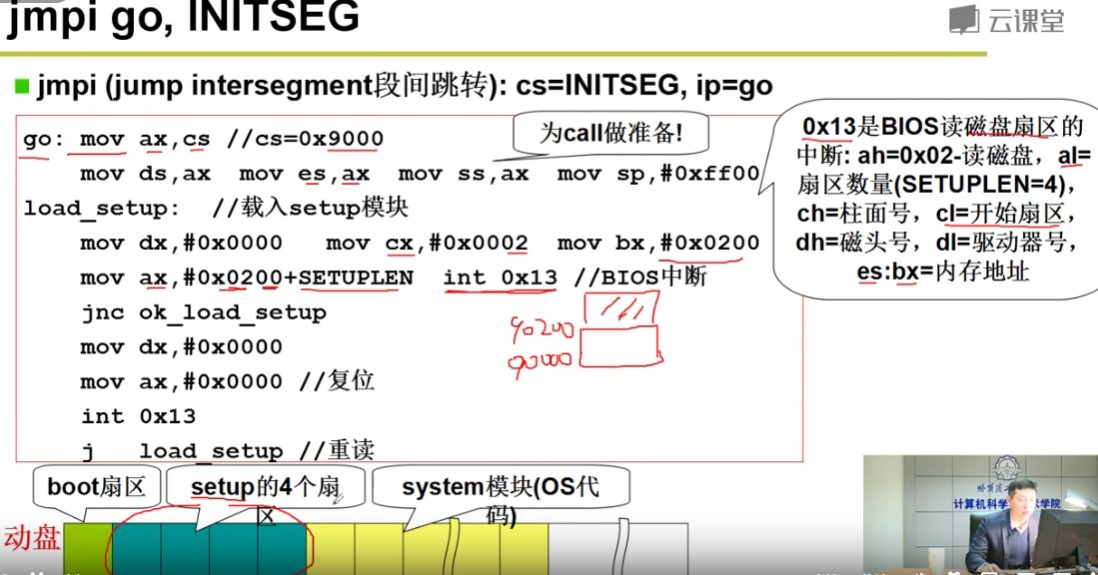 jmpi go, INITSEG
云课堂
jmpi (jump intersegment段间跳转): cs=INITSEG, ip=go
为call做准备!
go: mov ax,cs //cs=0x9000
mov ds,ax mov es,ax mov ss,ax mov sp,#0xff00
load_setup: //载入setup模块
mov dx,#0x0000 mov cx,#0x0002 mov bx,#0x0200
mov ax,#0x0200+SETUPLEN int 0x13 //BIOS中断
jnc ok_load_setup
mov dx,#0x0000
mov ax,#0x0000 //复位
int 0x13
j load_setup //重读
0x13是BIOS读磁盘扇区的
中断: ah=0x02-读磁盘，al=
扇区数量(SETUPLEN=4)，
ch=柱面号，cl=开始扇区，
dh=磁头号，dl=驱动器号，
es:bx=内存地址
90200
90000
boot扇区
setup的4个扇
区
system模块(OS代
码)
动盘
计算机科学
术学院